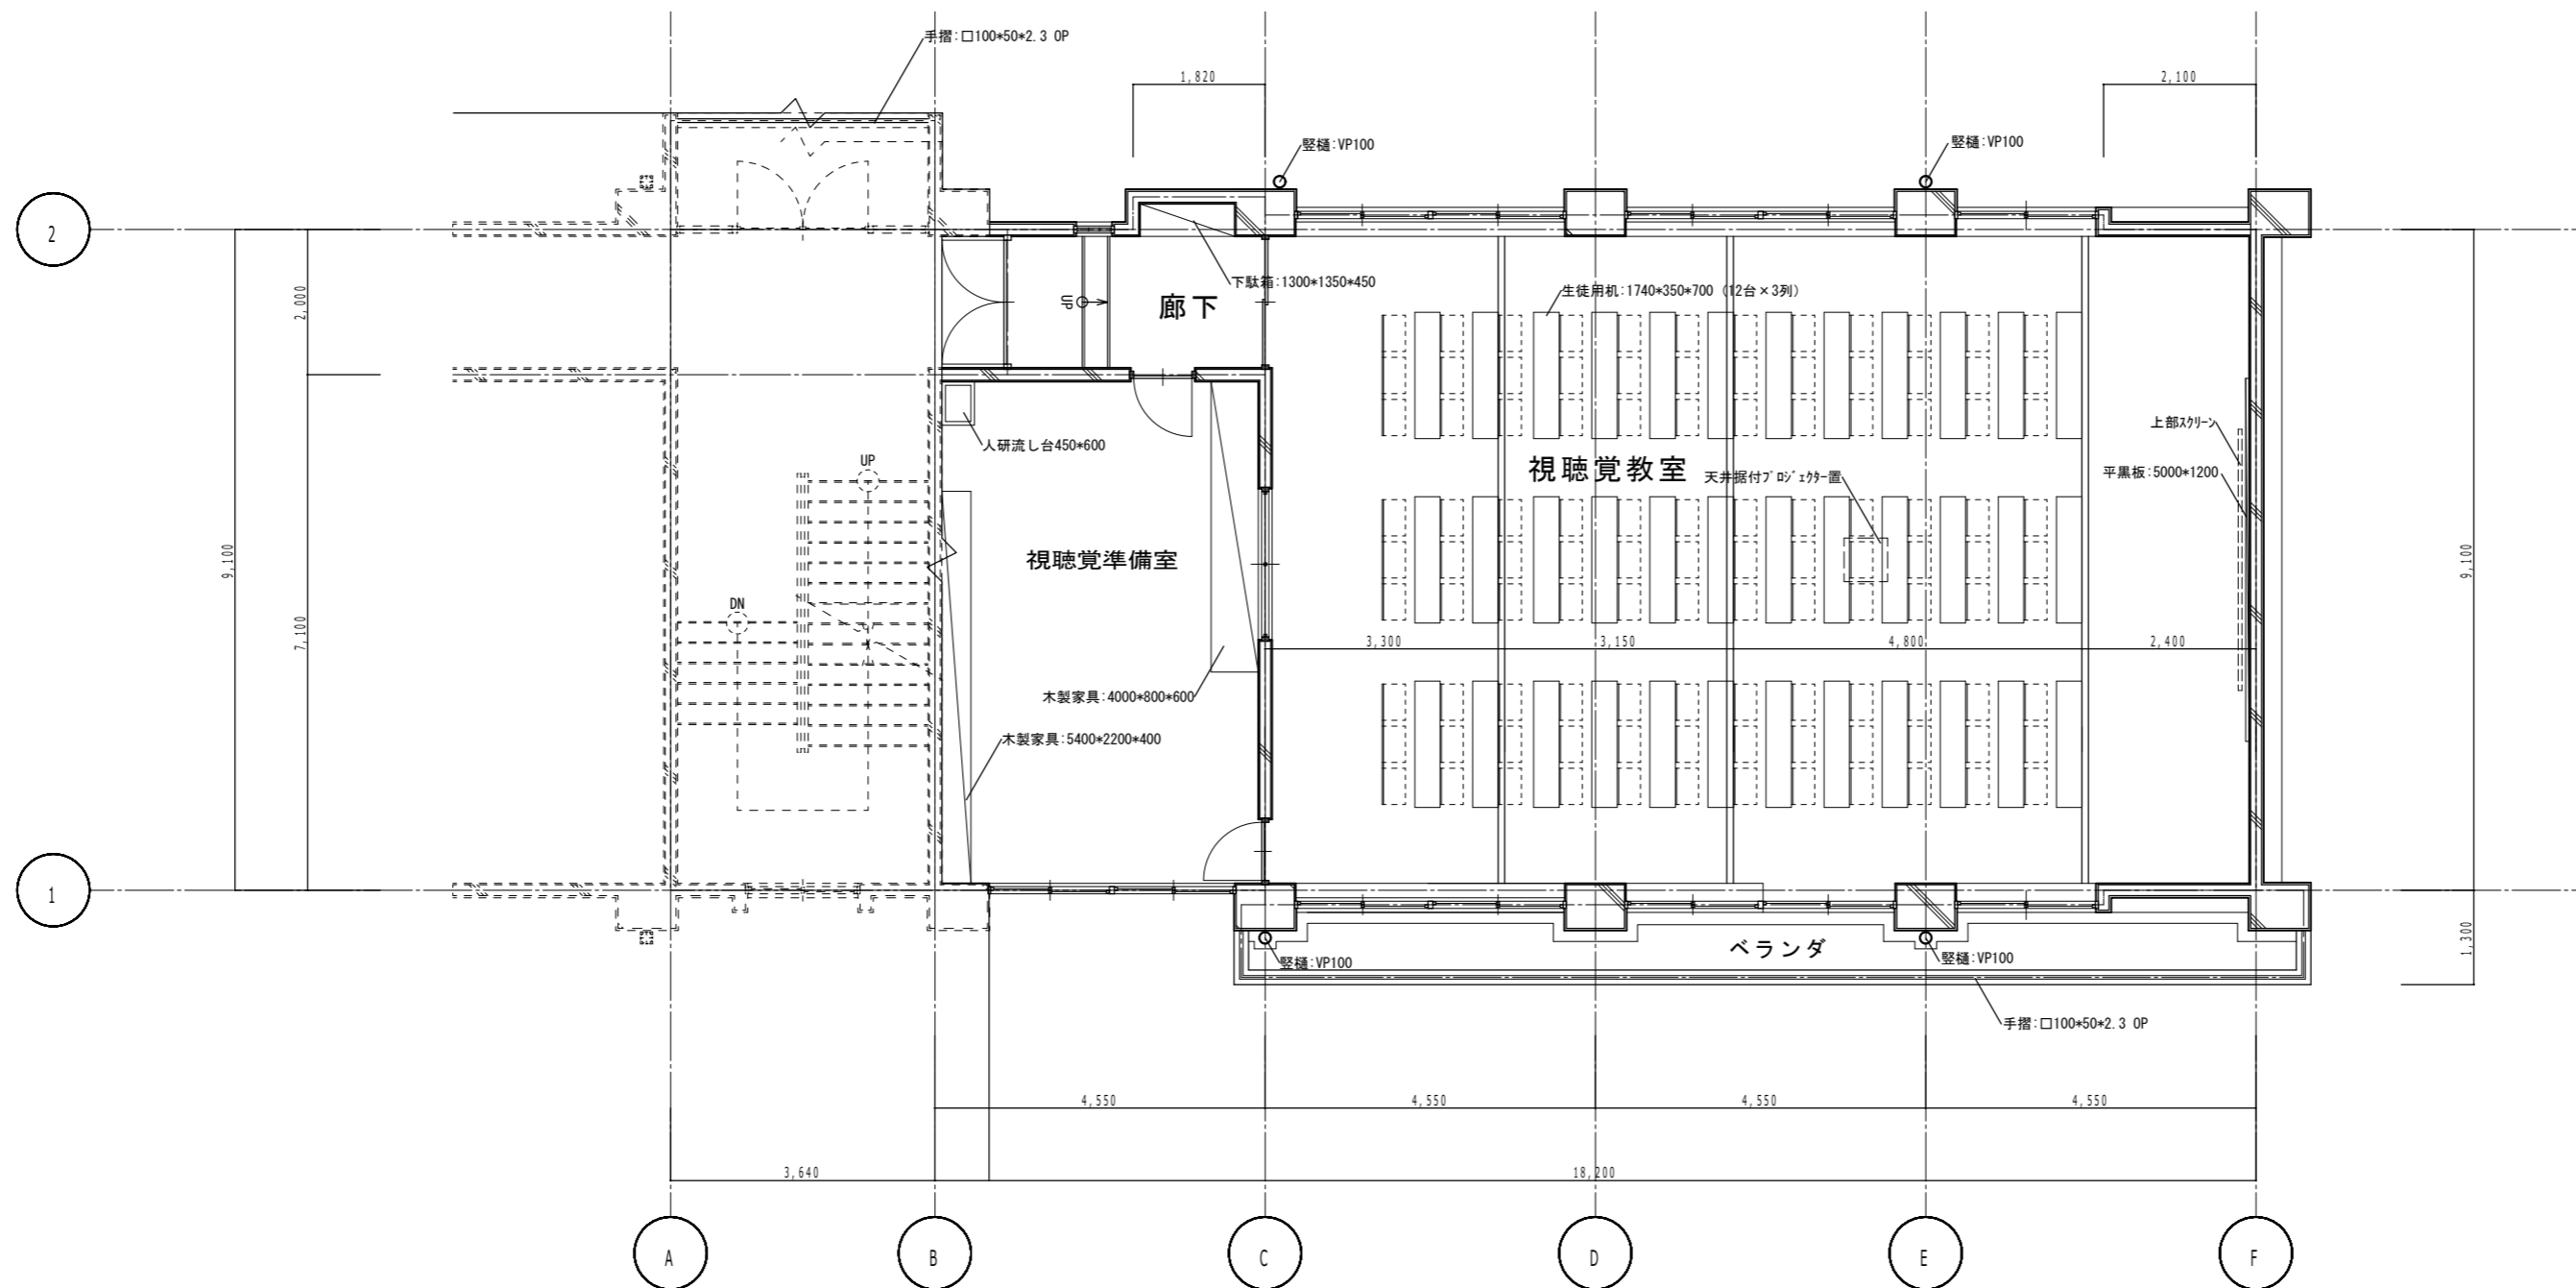 手摺:□100*50*2.3 OP
1,820
2,100
竪樋:VP100
竪樋:VP100
2
下駄箱:1300*1350*450
生徒用机:1740*350*700 (12台×3列)
2,000
UP
廊下
上部スクリーン
人研流し台450*600
UP
視聴覚教室
天井据付プロジェクター置
平黒板:5000*1200
9,100
視聴覚準備室
9,100
DN
7,100
3,300
3,150
4,800
2,400
木製家具:4000*800*600
木製家具:5400*2200*400
1
ベランダ
1,300
竪樋:VP100
竪樋:VP100
手摺:□100*50*2.3 OP
4,550
4,550
4,550
4,550
3,640
18,200
A
B
C
D
E
F